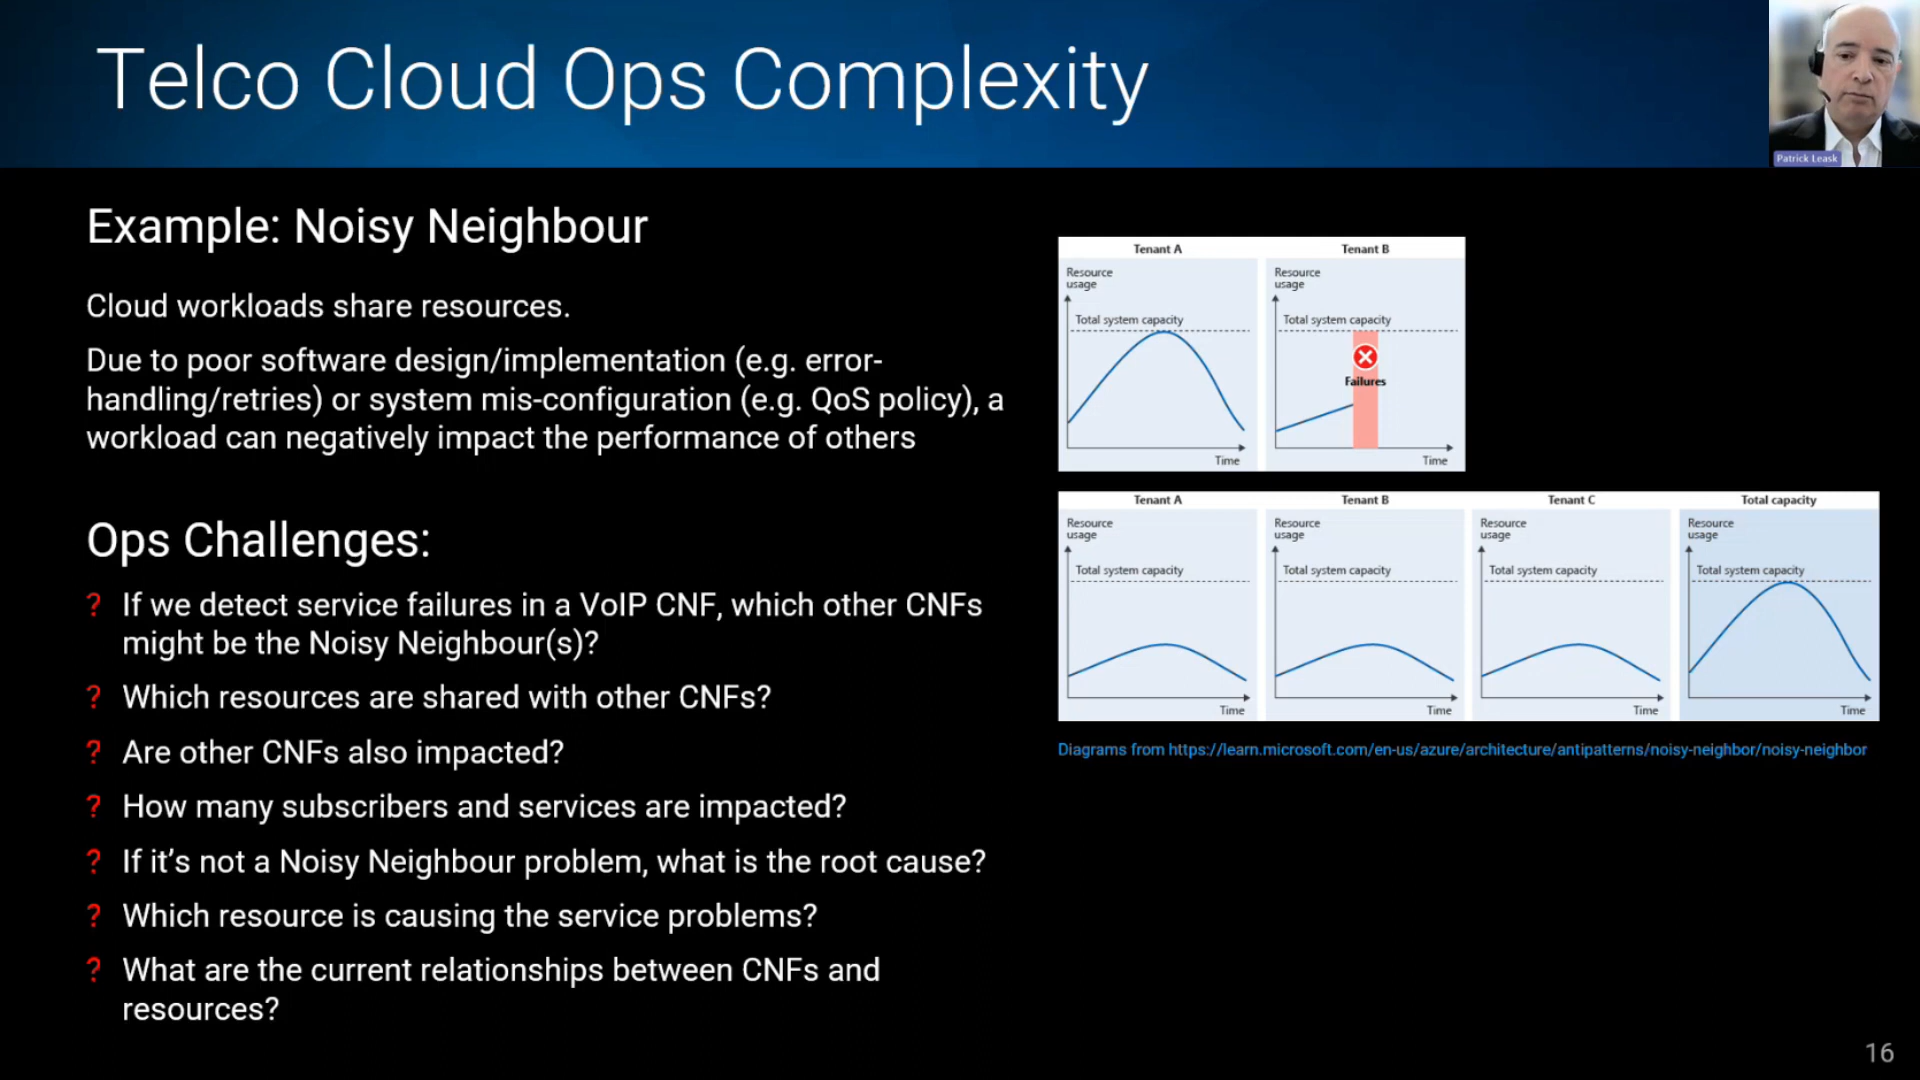 Telco Cloud Ops Complexity
Patrick Leask
Example: Noisy Neighbour
Cloud workloads share resources.
Due to poor software design/implementation (e.g. error-
handling/retries) or system mis-configuration (e.g. QoS policy), a
workload can negatively impact the performance of others
Ops Challenges:
? If we detect service failures in a VoIP CNF, which other CNFs
might be the Noisy Neighbour(s)?
? Which resources are shared with other CNFs?
? Are other CNFs also impacted?
? How many subscribers and services are impacted?
? If it’s not a Noisy Neighbour problem, what is the root cause?
? Which resource is causing the service problems?
? What are the current relationships between CNFs and
resources?
Tenant A
Resource
usage
Total system capacity
Time
Tenant B
Resource
usage
Total system capacity
Failures
Time
Tenant A
Resource
usage
Total system capacity
Time
Tenant B
Resource
usage
Total system capacity
Time
Tenant C
Resource
usage
Total system capacity
Time
Total capacity
Resource
usage
Total system capacity
Time
Diagrams from https://learn.microsoft.com/en-us/azure/architecture/antipatterns/noisy-neighbor/noisy-neighbor
16